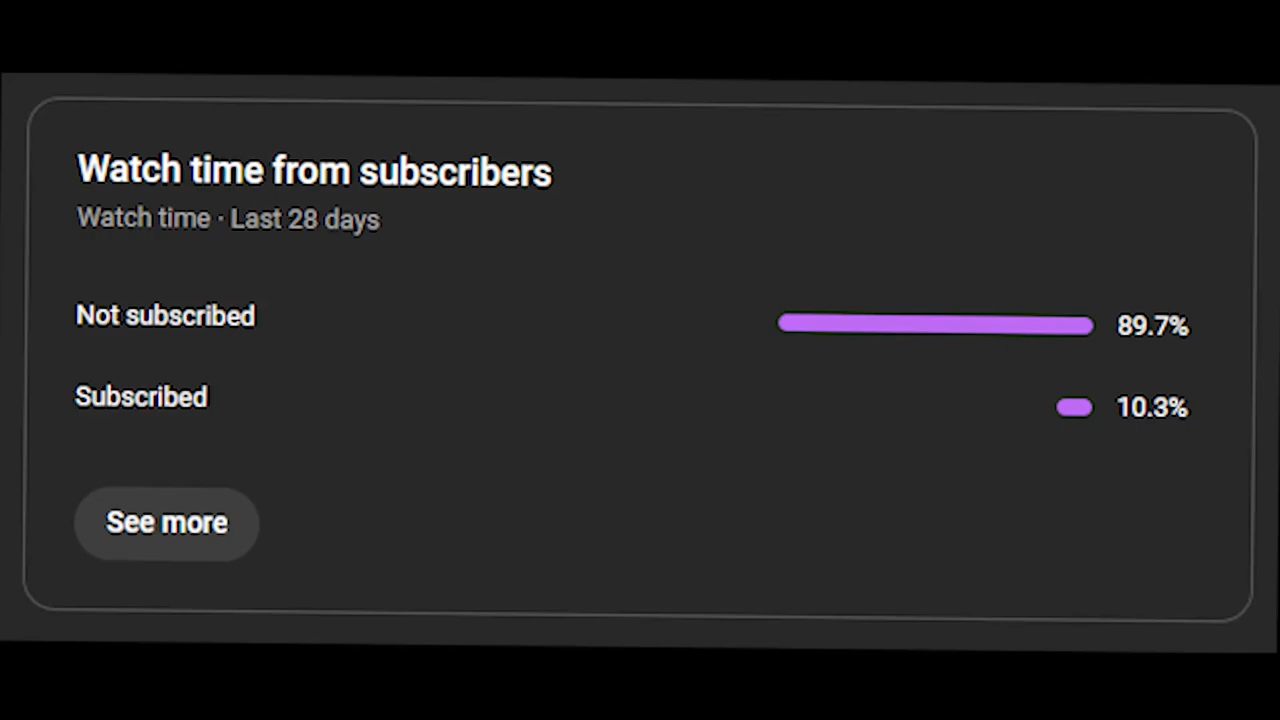 Watch time from subscribers
Watch time · Last 28 days
Not subscribed 89.7%
Subscribed 10.3%
See more